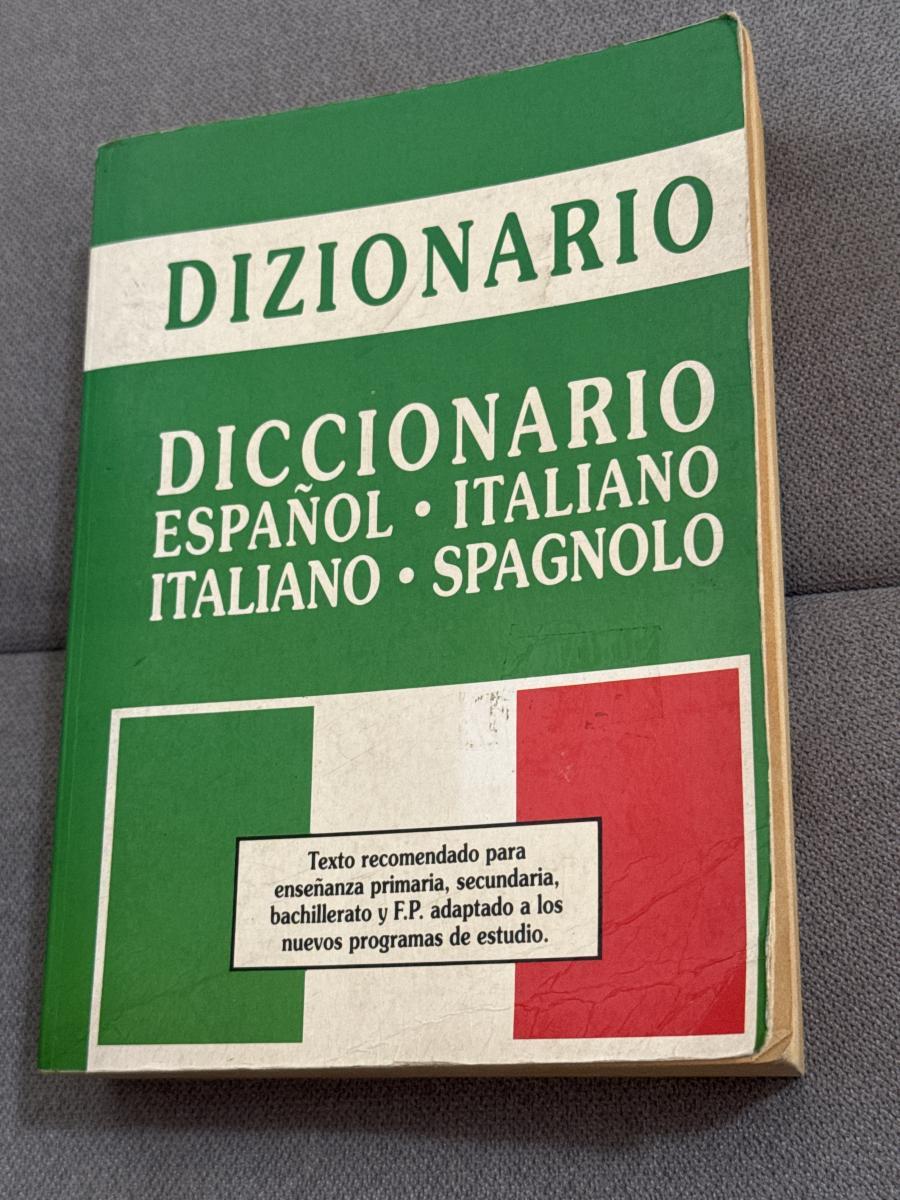 DIZIONARIO
DICCIONARIO
ESPAÑOL • ITALIANO
ITALIANO • SPAGNOLO
Texto recomendado para
enseñanza primaria, secundaria,
bachillerato y F.P. adaptado a los
nuevos programas de estudio.